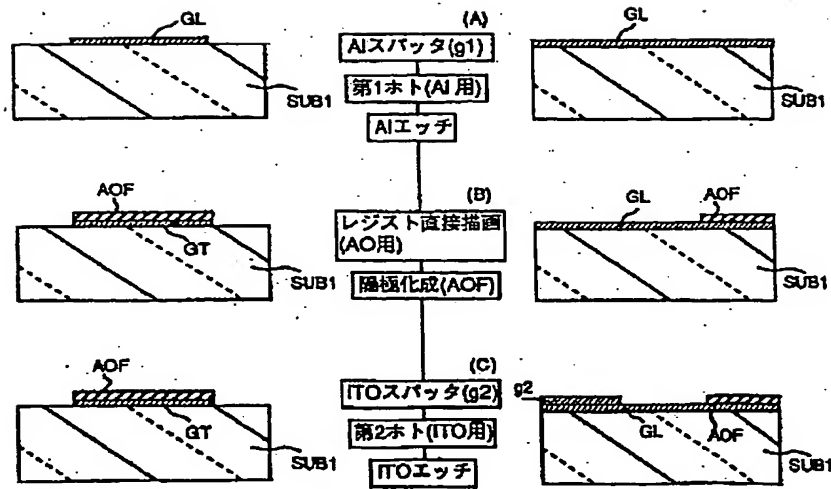 GL
SUB1
(A)
Alスパッタ(g1)
第1ホト(Al用)
Alエッチ
GL
SUB1
AOF
GT
SUB1
(B)
レジスト直接描画
(AO用)
陽極化成(AOF)
GL
AOF
SUB1
AOF
GT
SUB1
(C)
ITOスパッタ(g2)
第2ホト(ITO用)
ITOエッチ
g2
GL
AOF
SUB1